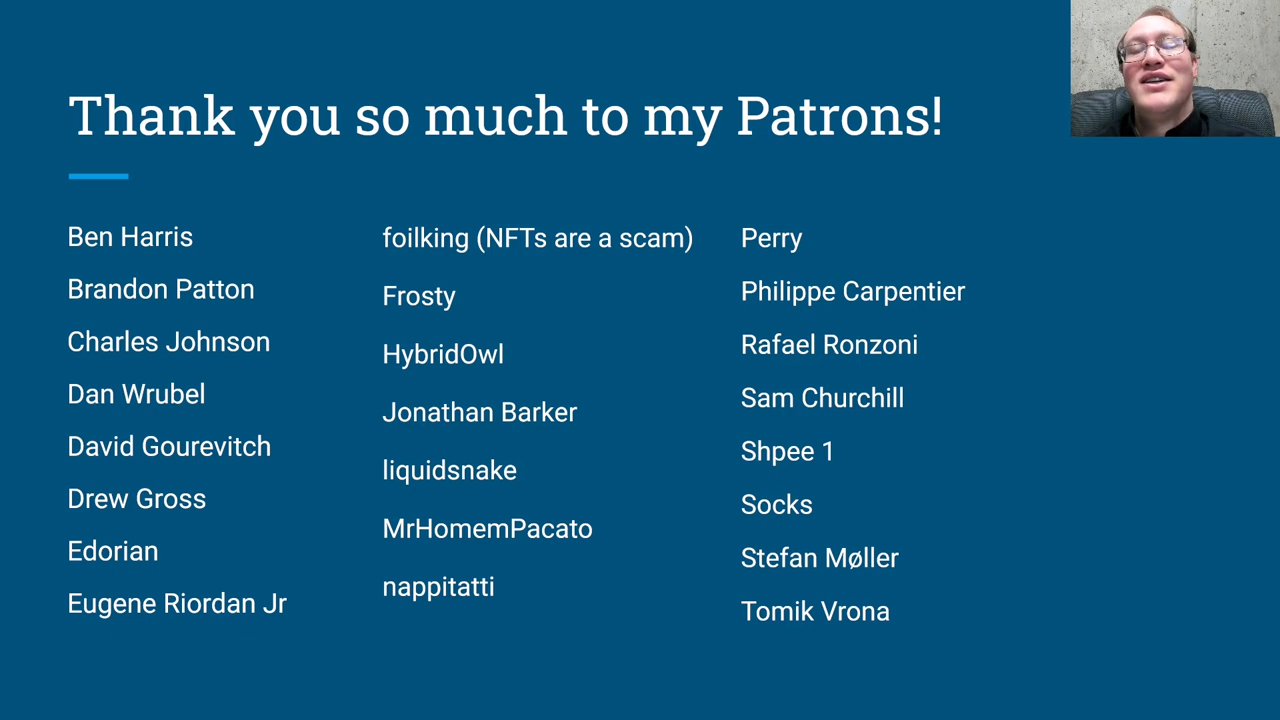 Thank you so much to my Patrons!
Ben Harris
Brandon Patton
Charles Johnson
Dan Wrubel
David Gourevitch
Drew Gross
Edorian
Eugene Riordan Jr
foilking (NFTs are a scam)
Frosty
HybridOwl
Jonathan Barker
liquidsnake
MrHomemPacato
nappitatti
Perry
Philippe Carpentier
Rafael Ronzoni
Sam Churchill
Shpee 1
Socks
Stefan Møller
Tomik Vrona